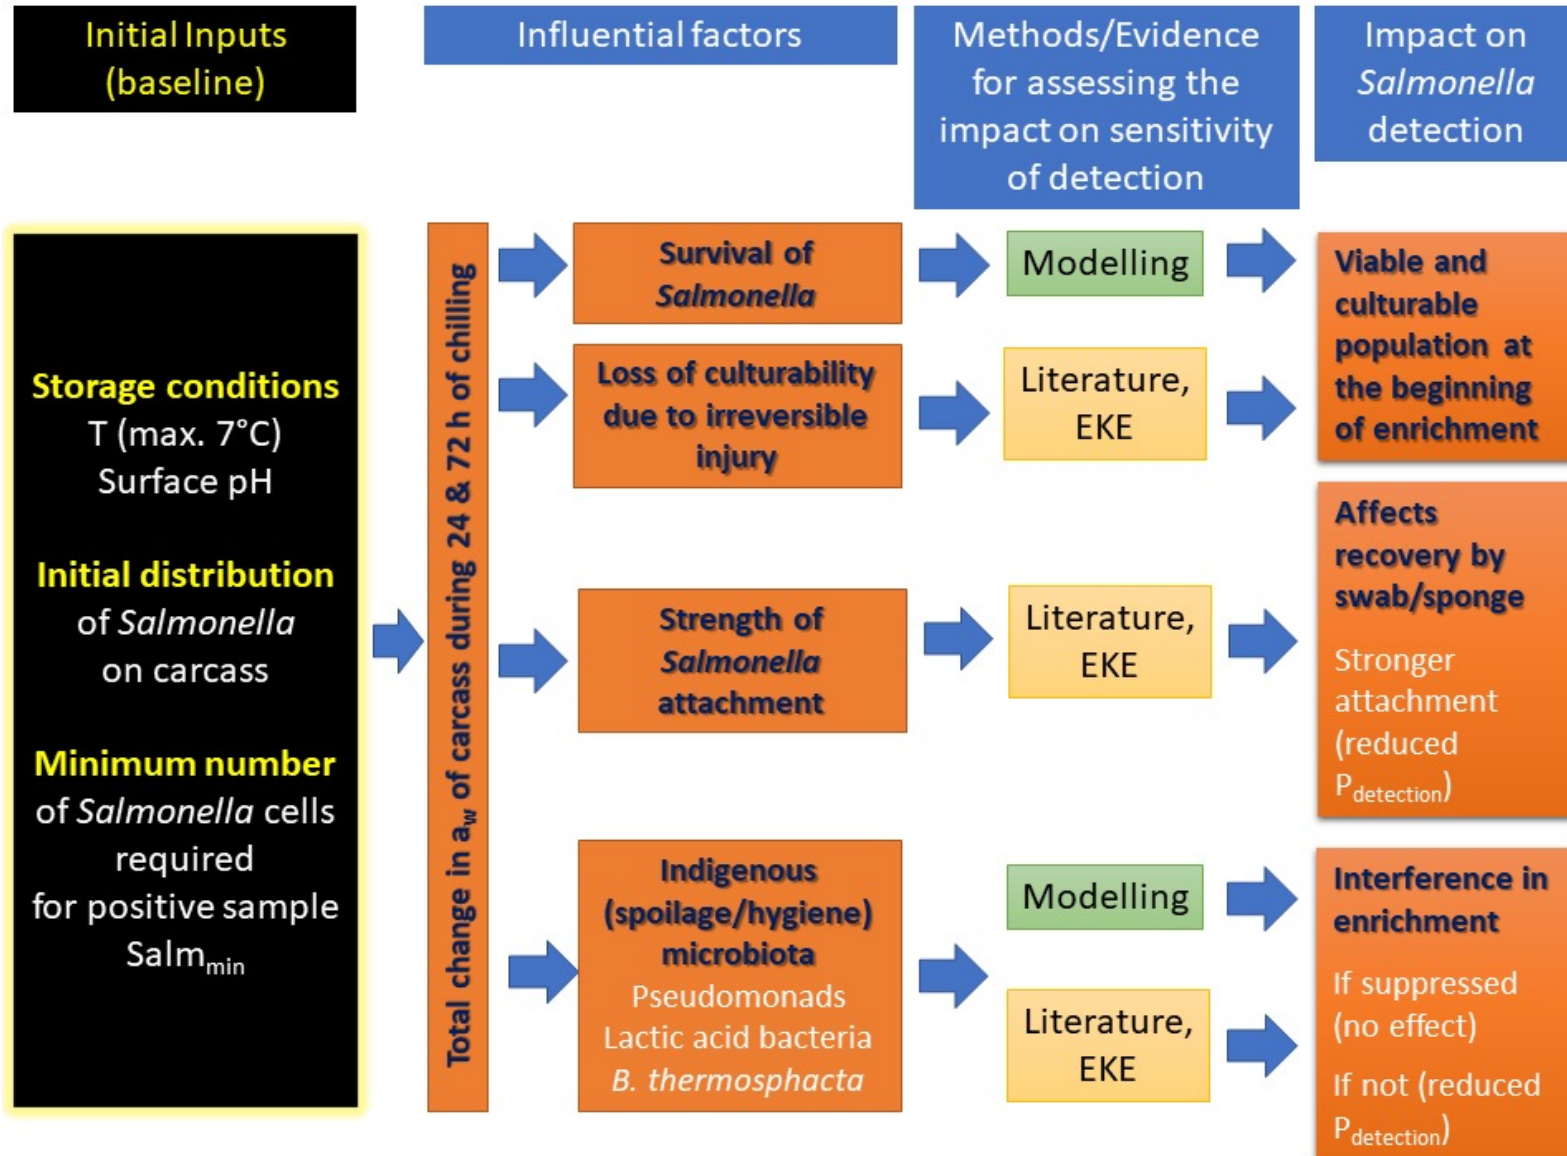 Initial Inputs
(baseline)
Influential factors
Methods/Evidence
for assessing the
impact on sensitivity
of detection
Impact on
Salmonella
detection
Storage conditions
T (max. 7°C)
Surface pH
Initial distribution
of Salmonella
on carcass
Minimum number
of Salmonella cells
required
for positive sample
Salm_min
Total change in a_w of carcass during 24 & 72 h of chilling
Survival of
Salmonella
Modelling
Viable and
culturable
population at
the beginning
of enrichment
Loss of culturability
due to irreversible
injury
Literature,
EKE
Strength of
Salmonella
attachment
Literature,
EKE
Affects
recovery by
swab/sponge
Stronger
attachment
(reduced
P_detection)
Indigenous
(spoilage/hygiene)
microbiota
Pseudomonads
Lactic acid bacteria
B. thermosphacta
Modelling
Literature,
EKE
Interference in
enrichment
If suppressed
(no effect)
If not (reduced
P_detection)